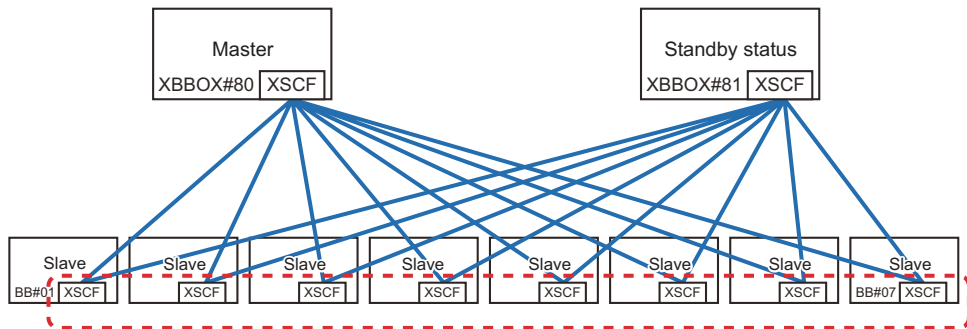 Master
XBBOX#80 XSCF
Standby status
XBBOX#81 XSCF
Slave
BB#01 XSCF
Slave
XSCF
Slave
XSCF
Slave
XSCF
Slave
XSCF
Slave
XSCF
Slave
XSCF
Slave
BB#07 XSCF